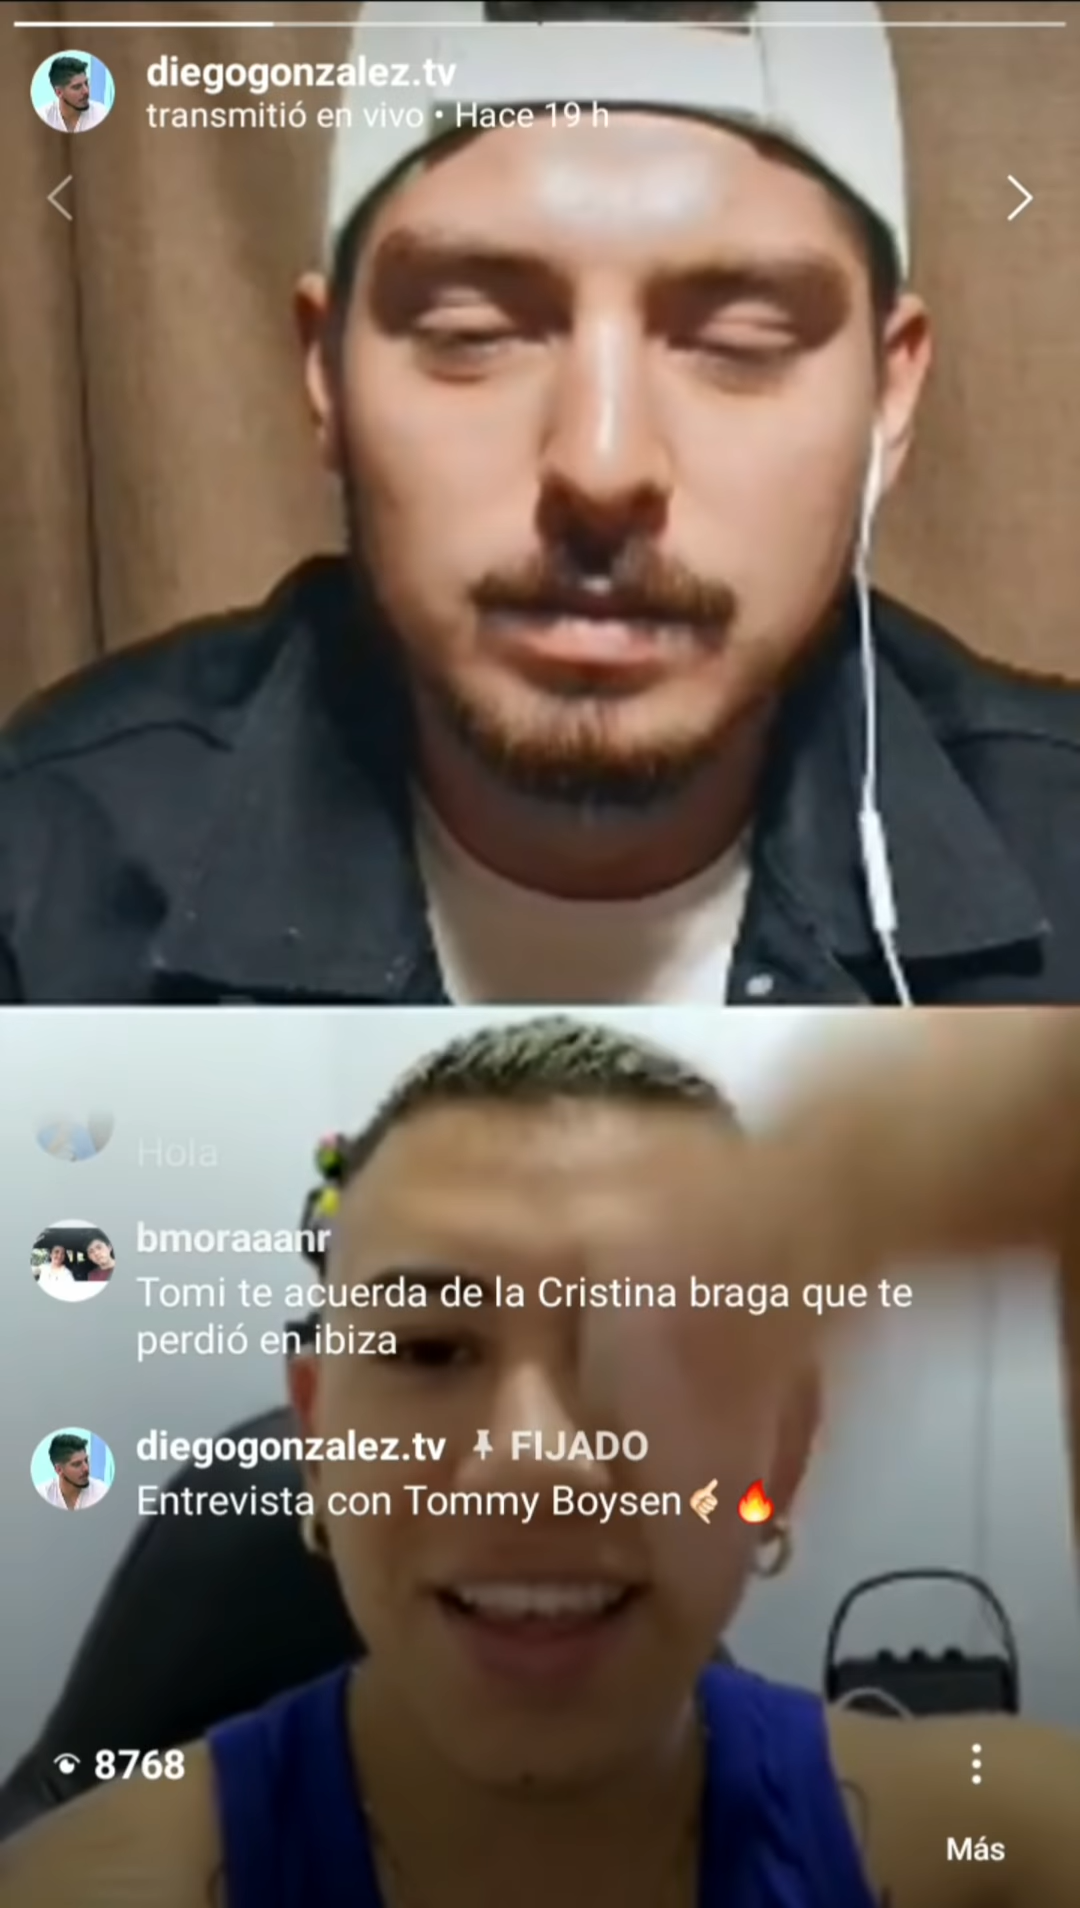 diegogonzalez.tv
transmitió en vivo • Hace 19 h
Hola
bmoraaanr
Tomi te acuerda de la Cristina braga que te
perdió en ibiza
diegogonzalez.tv FIJADO
Entrevista con Tommy Boysen🤙🏻🔥
8768
Más